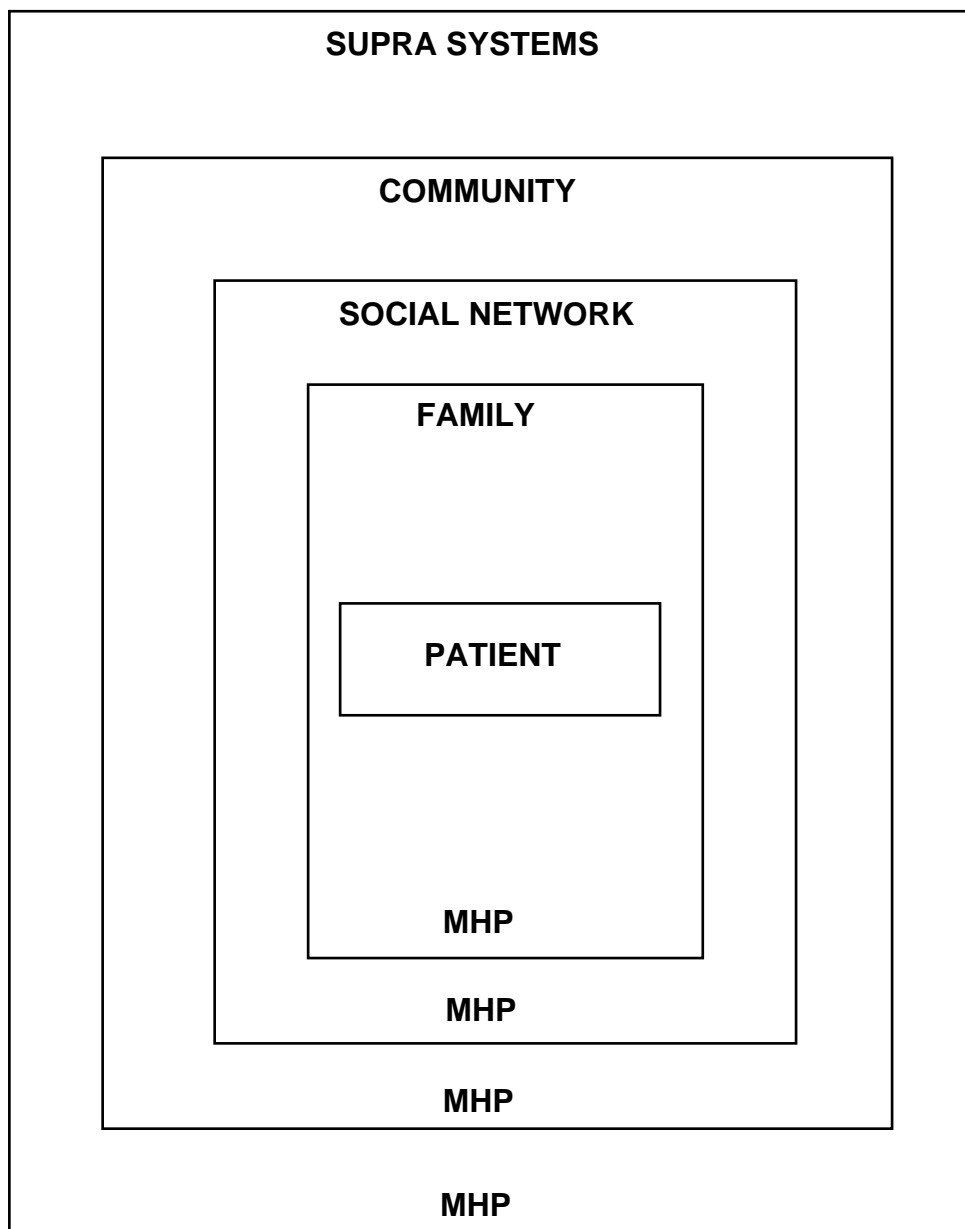 SUPRA SYSTEMS
COMMUNITY
SOCIAL NETWORK
FAMILY
PATIENT
MHP
MHP
MHP
MHP